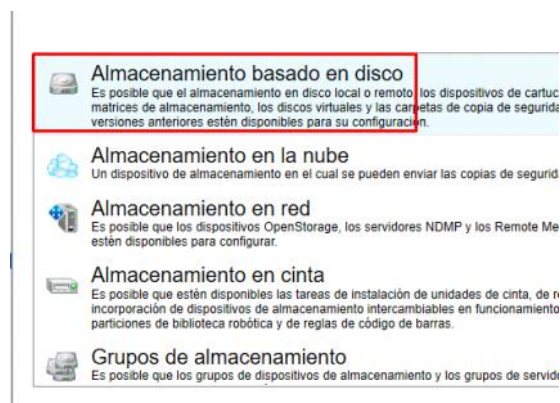 Almacenamiento basado en disco
Es posible que el almacenamiento en disco local o remoto, los dispositivos de
matrices de almacenamiento, los discos virtuales y las carpetas de copia de
versiones anteriores estén disponibles para su configuración.
Almacenamiento en la nube
Un dispositivo de almacenamiento en el cual se pueden enviar las copias de
Almacenamiento en red
Es posible que los dispositivos OpenStorage, los servidores NDMP y los Remote
estén disponibles para configurar.
Almacenamiento en cinta
Es posible que estén disponibles las tareas de instalación de unidades de cinta, de
incorporación de dispositivos de almacenamiento intercambiables en funcionamiento
particiones de biblioteca robótica y de reglas de código de barras.
Grupos de almacenamiento
Es posible que los grupos de dispositivos de almacenamiento y los grupos de